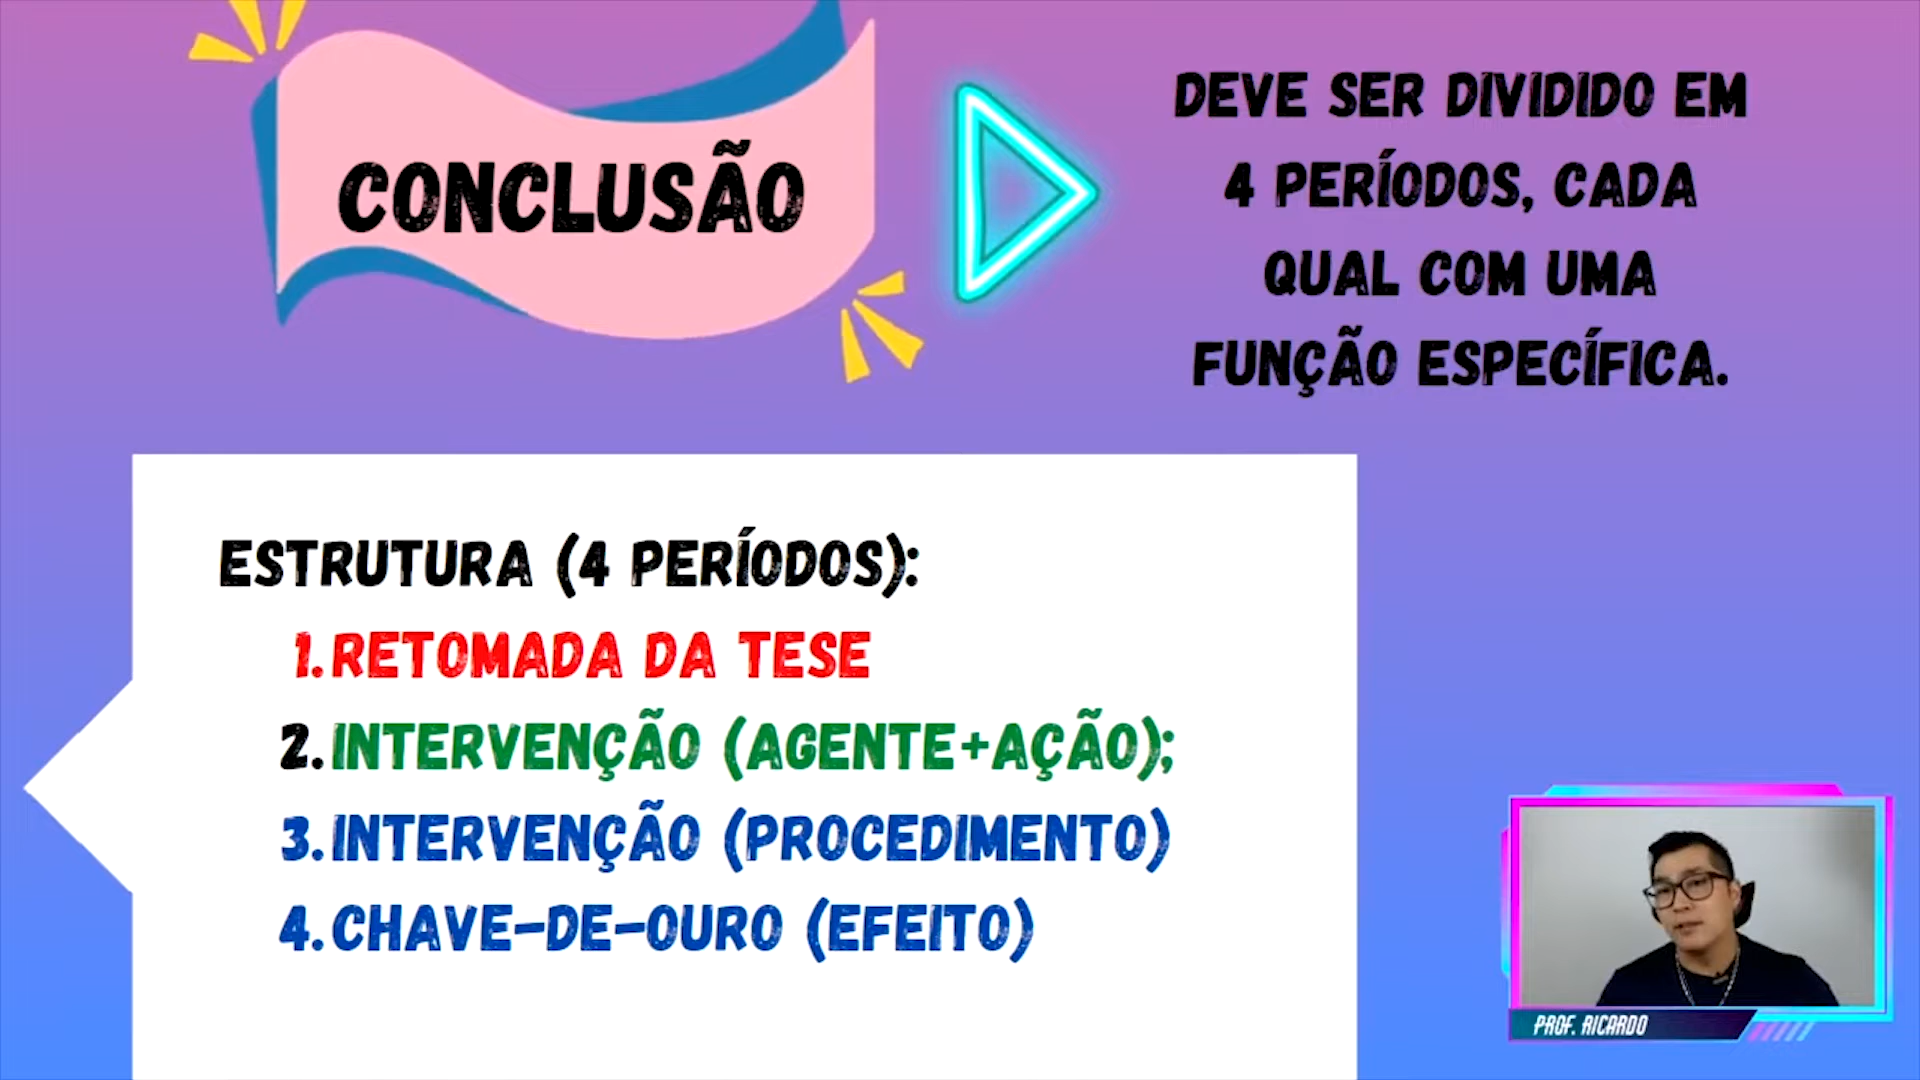 CONCLUSÃO
DEVE SER DIVIDIDO EM
4 PERÍODOS, CADA
QUAL COM UMA
FUNÇÃO ESPECÍFICA.
ESTRUTURA (4 PERÍODOS):
1. RETOMADA DA TESE
2. INTERVENÇÃO (AGENTE+AÇÃO);
3. INTERVENÇÃO (PROCEDIMENTO)
4. CHAVE-DE-OURO (EFEITO)
PROF. RICARDO